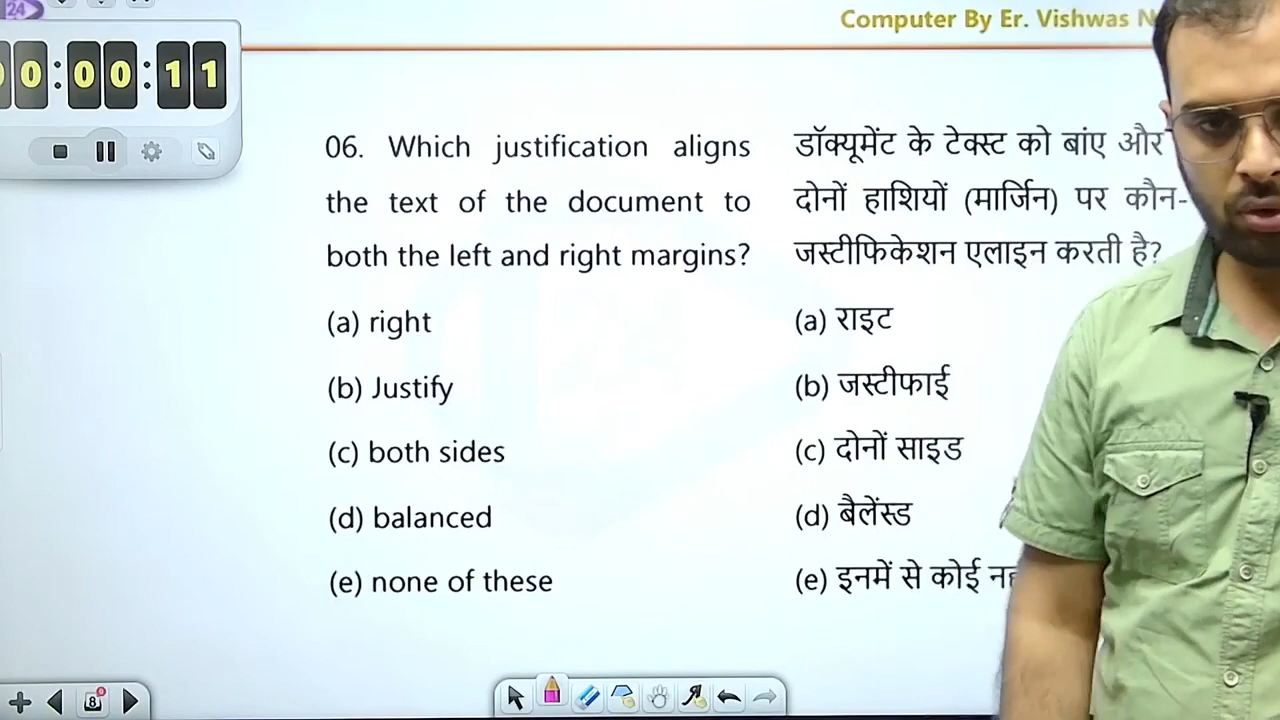 24
Computer By Er. Vishwas
00:00:11
06. Which justification aligns
the text of the document to
both the left and right margins?
(a) right
(b) Justify
(c) both sides
(d) balanced
(e) none of these
डॉक्यूमेंट के टेक्स्ट को बांए और
दोनों हाशियों (मार्जिन) पर कौन-
जस्टीफिकेशन एलाइन करती है?
(a) राइट
(b) जस्टीफाई
(c) दोनों साइड
(d) बैलेंस्ड
(e) इनमें से कोई
8